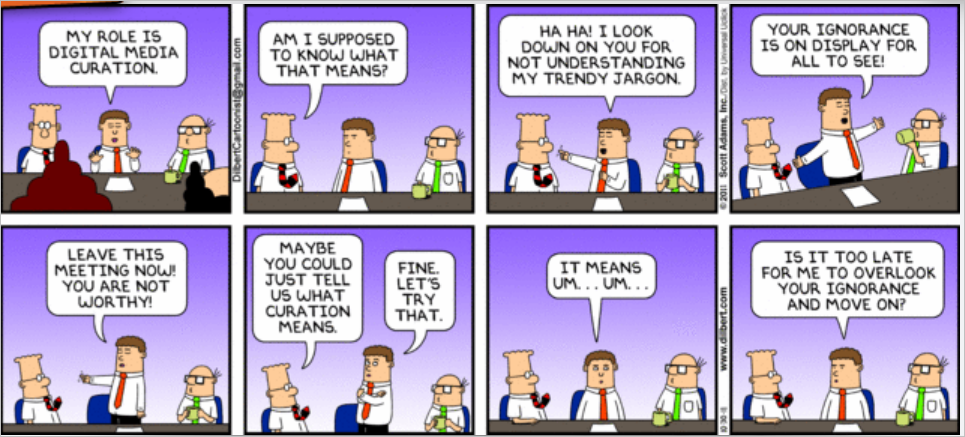 MY ROLE IS
DIGITAL MEDIA
CURATION.
DilbertCartoonist@gmail.com
AM I SUPPOSED
TO KNOW WHAT
THAT MEANS?
HA HA! I LOOK
DOWN ON YOU FOR
NOT UNDERSTANDING
MY TRENDY JARGON.
©2011 Scott Adams, Inc./Dist. by Universal Uclick
YOUR IGNORANCE
IS ON DISPLAY FOR
ALL TO SEE!
LEAVE THIS
MEETING NOW!
YOU ARE NOT
WORTHY!
MAYBE
YOU COULD
JUST TELL
US WHAT
CURATION
MEANS.
FINE.
LET'S
TRY
THAT.
IT MEANS
UM...UM...
www.dilbert.com
10-30-11
IS IT TOO LATE
FOR ME TO OVERLOOK
YOUR IGNORANCE
AND MOVE ON?